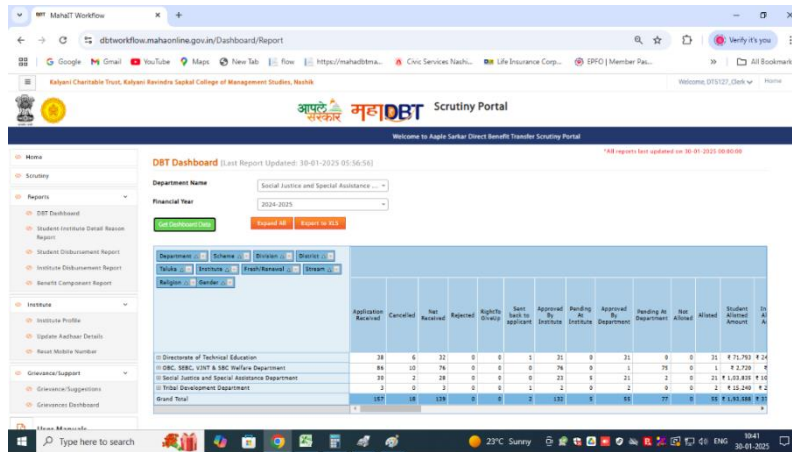 MahaIT Workflow
dbtworkflow.mahaonline.gov.in/Dashboard/Report
Verify it's you
Google
Gmail
YouTube
Maps
New Tab
flow
https://mahadbtma...
Civic Services Nashi...
Life Insurance Corp...
EPFO | Member Pas...
All Bookmark
Kalyani Charitable Trust, Kalyani Ravindra Sapkal College of Management Studies, Nashik
Welcome, DTS127_Clerk
Home
आपले सरकार
महाDBT
Scrutiny Portal
Welcome to Aaple Sarkar Direct Benefit Transfer Scrutiny Portal
*All reports last updated on 30-01-2025 00:00:00
Home
Scrutiny
Reports
DBT Dashboard
Student Institute Detail Reason Report
Student Disbursement Report
Institute Disbursement Report
Benefit Component Report
Institute
Institute Profile
Update Aadhaar Details
Reset Mobile Number
Grievance/Support
Grievance/Suggestions
Grievances Dashboard
User Manuals
DBT Dashboard [Last Report Updated: 30-01-2025 05:56:56]
Department Name
Social Justice and Special Assistance ...
Financial Year
2024-2025
Get Dashboard Data
Expand All
Export to XLS
Department
Scheme
Division
District
Taluka
Institute
Fresh/Renewal
Stream
Religion
Gender
Application Received
Cancelled
Net Received
Rejected
RightTo GiveUp
Sent back to applicant
Approved By Institute
Pending At Institute
Approved By Department
Pending At Department
Not Alloted
Alloted
Student Allotted Amount
Directorate of Technical Education 38 6 32 0 0 1 31 0 31 0 0 31 ₹ 71,793
OBC, SEBC, VJNT & SBC Welfare Department 86 10 76 0 0 0 76 0 1 75 0 1 ₹ 2,720
Social Justice and Special Assistance Department 30 2 28 0 0 0 23 5 21 2 0 21 ₹ 1,03,835
Tribal Development Department 3 0 3 0 0 1 2 0 2 0 0 2 ₹ 15,240
Grand Total 157 18 139 0 0 2 132 5 55 77 0 55 ₹ 1,93,588
Type here to search
23°C Sunny
ENG
10:41
30-01-2025